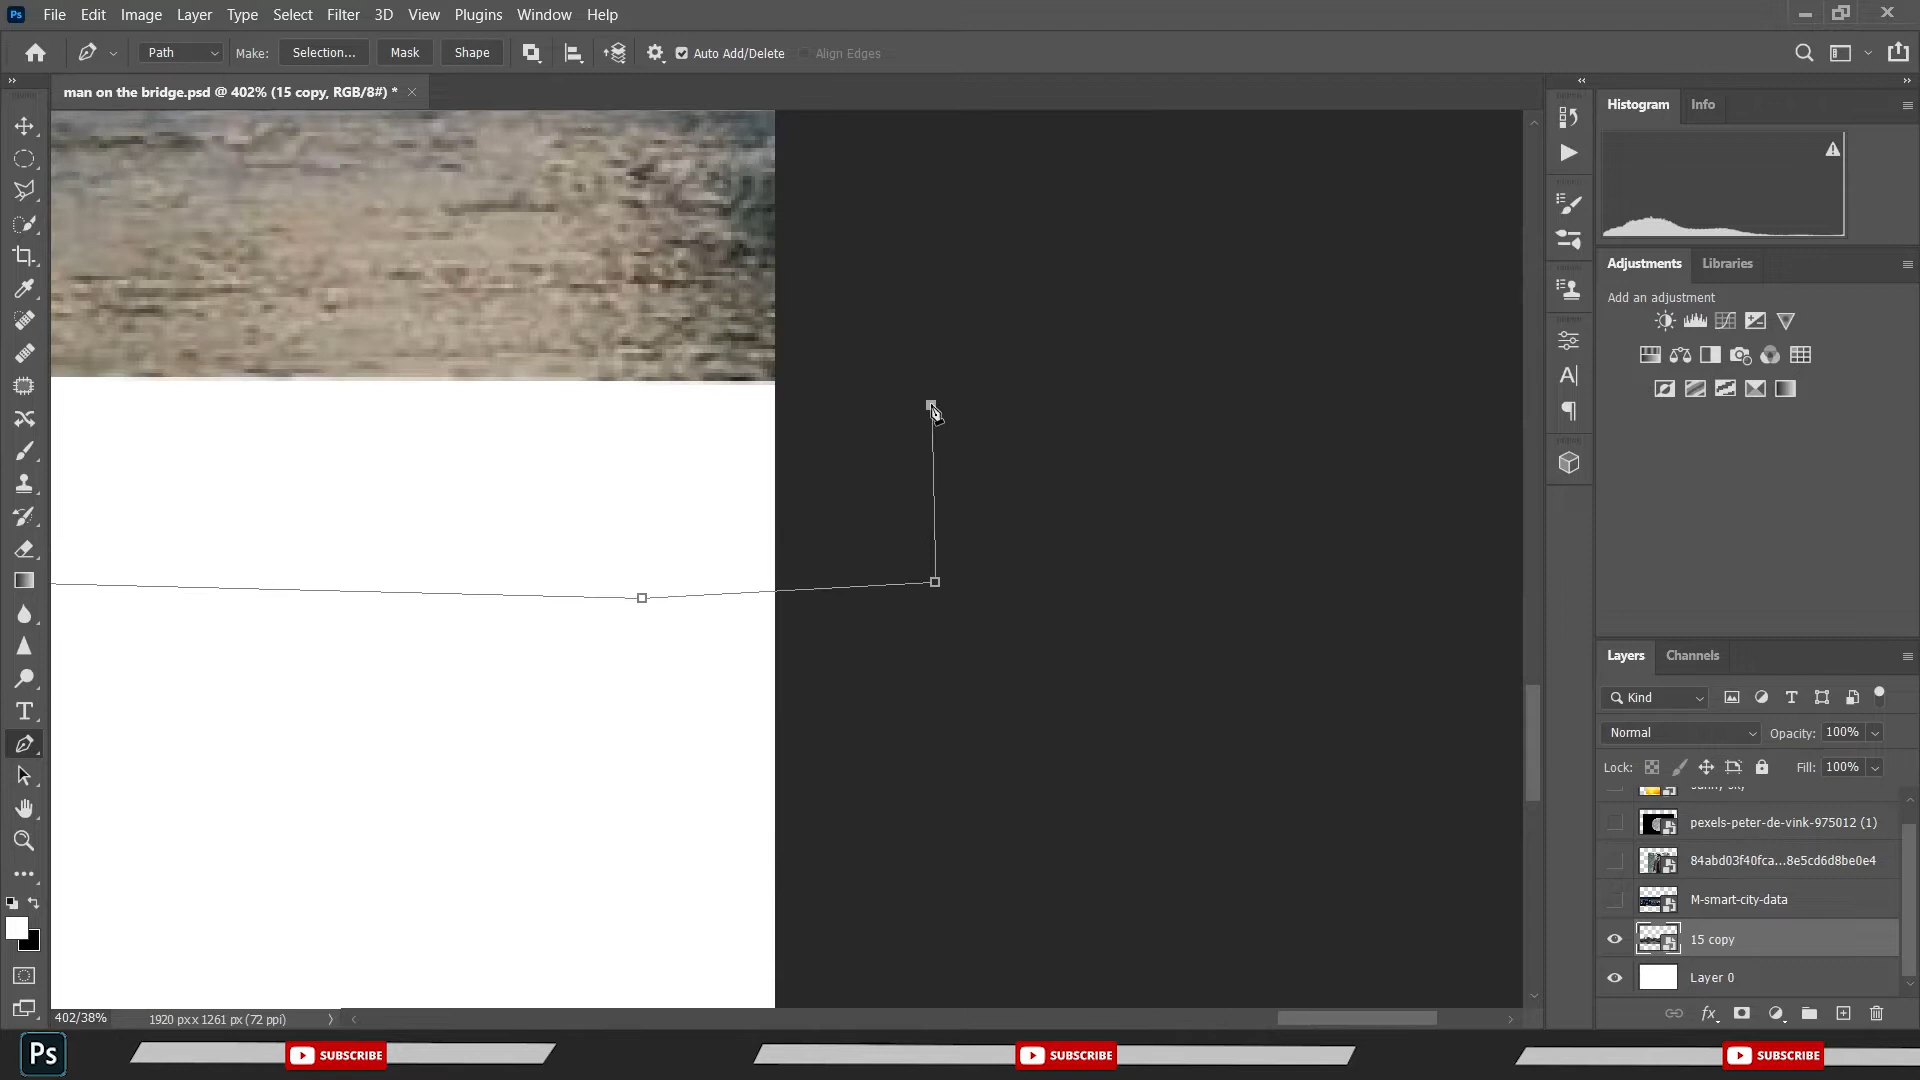 Ps File Edit Image Layer Type Select Filter 3D View Plugins Window Help
Path Make: Selection... Mask Shape Auto Add/Delete Align Edges
man on the bridge.psd @ 402% (15 copy, RGB/8#) *
Histogram Info
Adjustments Libraries
Add an adjustment
Layers Channels
Kind
Normal Opacity: 100%
Lock: Fill: 100%
pexels-peter-de-vink-975012 (1)
84abd03f40fca...8e5cd6d8be0e4
M-smart-city-data
15 copy
Layer 0
402/38% 1920 px x 1261 px (72 ppi)
Ps SUBSCRIBE SUBSCRIBE SUBSCRIBE